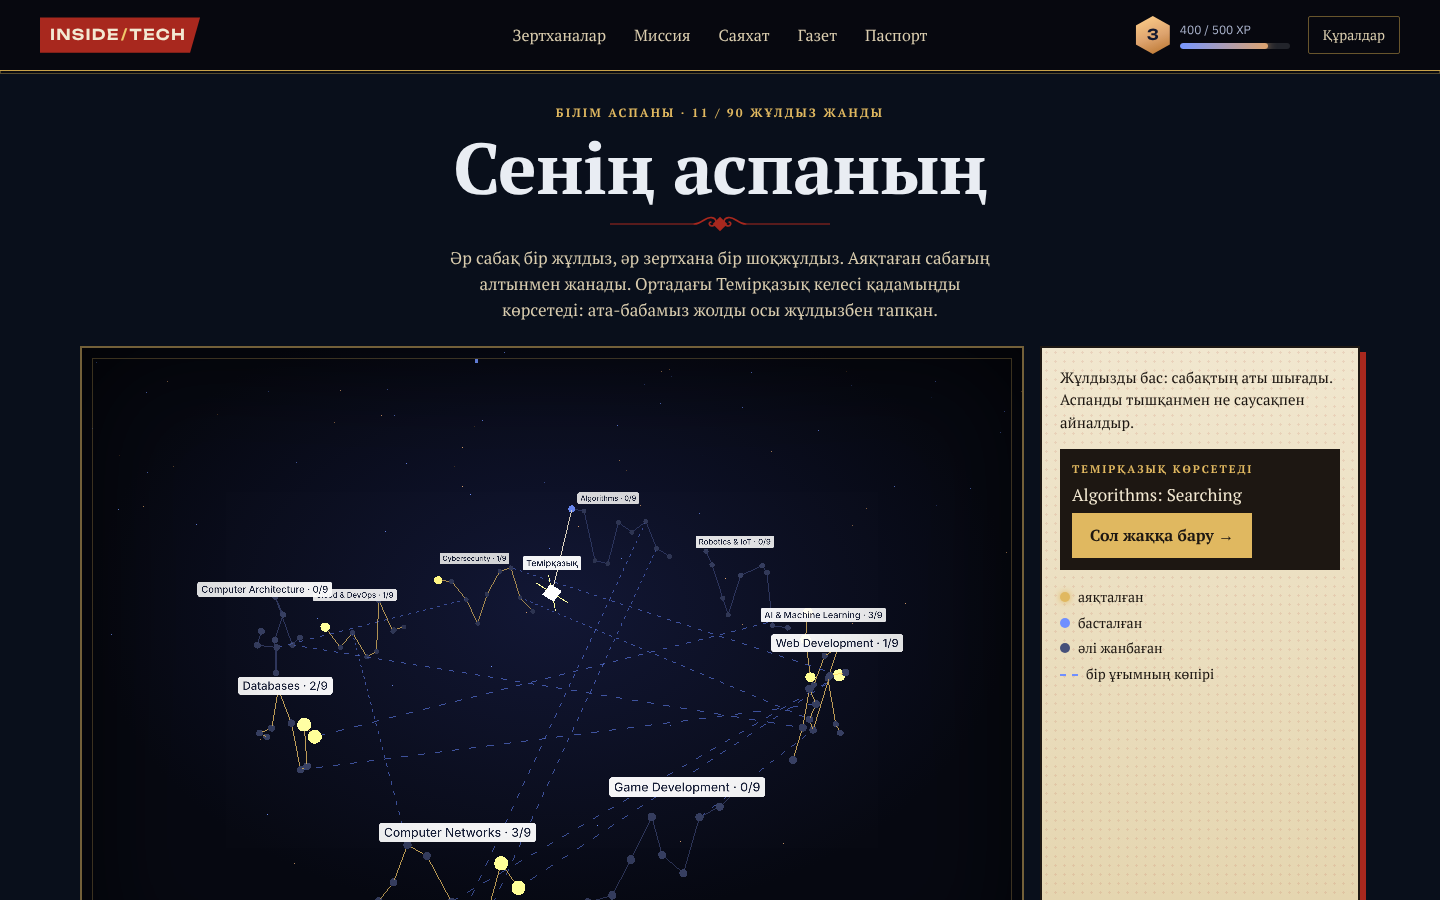 INSIDE/TECH
Зертханалар
Миссия
Саяхат
Газет
Паспорт
3
400 / 500 XP
Құралдар
БІЛІМ АСПАНЫ · 11 / 90 ЖҰЛДЫЗ ЖАНДЫ
Сенің аспаның
Әр сабақ бір жұлдыз, әр зертхана бір шоқжұлдыз. Аяқтаған сабағың
алтынмен жанады. Ортадағы Темірқазық келесі қадамыңды
көрсетеді: ата-бабамыз жолды осы жұлдызбен тапқан.
Algorithms · 0/9
Robotics & IoT · 0/9
Cybersecurity · 1/9
Темірқазық
Computer Architecture · 0/9
& DevOps · 1/9
AI & Machine Learning · 3/9
Web Development · 1/9
Databases · 2/9
Game Development · 0/9
Computer Networks · 3/9
Жұлдызды бас: сабақтың аты шығады.
Аспанды тышқанмен не саусақпен
айналдыр.
ТЕМІРҚАЗЫҚ КӨРСЕТЕДІ
Algorithms: Searching
Сол жаққа бару →
аяқталған
басталған
әлі жанбаған
бір ұғымның көпірі